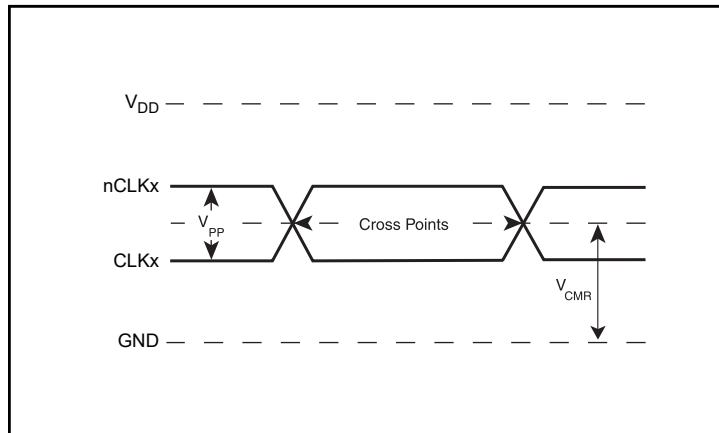 VDD
nCLKx
VPP
Cross Points
CLKx
VCMR
GND